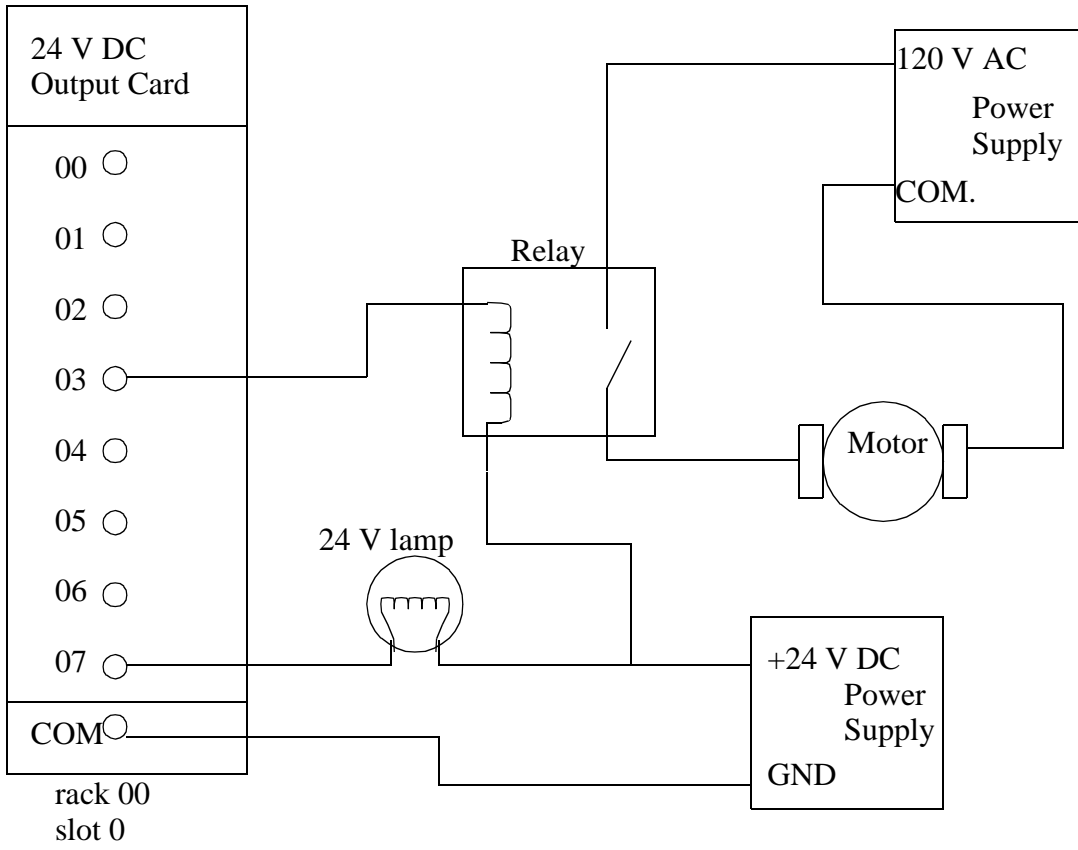 24 V DC
Output Card
00
01
02
03
04
05
06
07
COM
rack 00
slot 0
Relay
24 V lamp
120 V AC
Power
Supply
COM.
Motor
+24 V DC
Power
Supply
GND